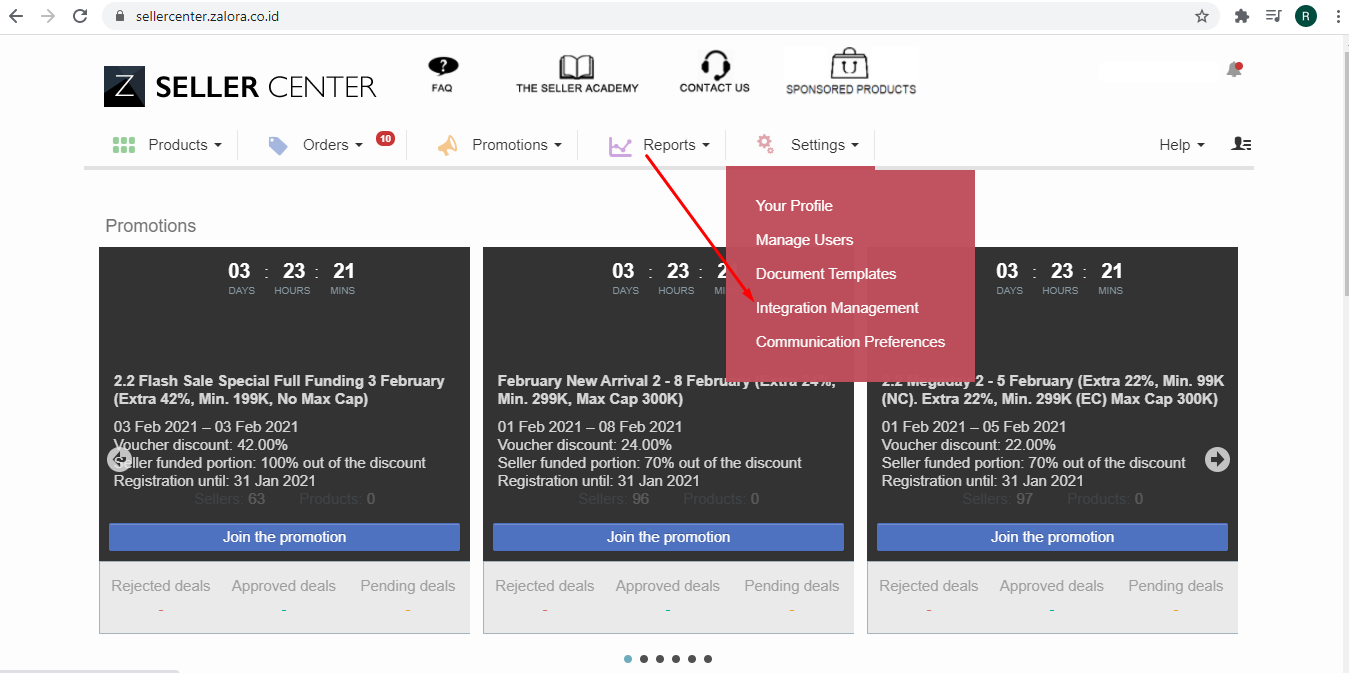 sellercenter.zalora.co.id
R
Z SELLER CENTER
?
FAQ
THE SELLER ACADEMY
CONTACT US
SPONSORED PRODUCTS
Products
Orders
10
Promotions
Reports
Settings
Help
Your Profile
Manage Users
Document Templates
Integration Management
Communication Preferences
Promotions
03 : 23 : 21
DAYS HOURS MINS
2.2 Flash Sale Special Full Funding 3 February
(Extra 42%, Min. 199K, No Max Cap)
03 Feb 2021 – 03 Feb 2021
Voucher discount: 42.00%
Seller funded portion: 100% out of the discount
Registration until: 31 Jan 2021
Sellers: 63 Products: 0
Join the promotion
Rejected deals Approved deals Pending deals
- - -
03 : 23 : 2
DAYS HOURS MI
February New Arrival 2 - 8 February (Extra 24%,
Min. 299K, Max Cap 300K)
01 Feb 2021 – 08 Feb 2021
Voucher discount: 24.00%
Seller funded portion: 70% out of the discount
Registration until: 31 Jan 2021
Sellers: 96 Products: 0
Join the promotion
Rejected deals Approved deals Pending deals
- - -
03 : 23 : 21
DAYS HOURS MINS
2.2 Megaday 2 - 5 February (Extra 22%, Min. 99K
(NC). Extra 22%, Min. 299K (EC) Max Cap 300K)
01 Feb 2021 – 05 Feb 2021
Voucher discount: 22.00%
Seller funded portion: 70% out of the discount
Registration until: 31 Jan 2021
Sellers: 97 Products: 0
Join the promotion
Rejected deals Approved deals Pending deals
- - -